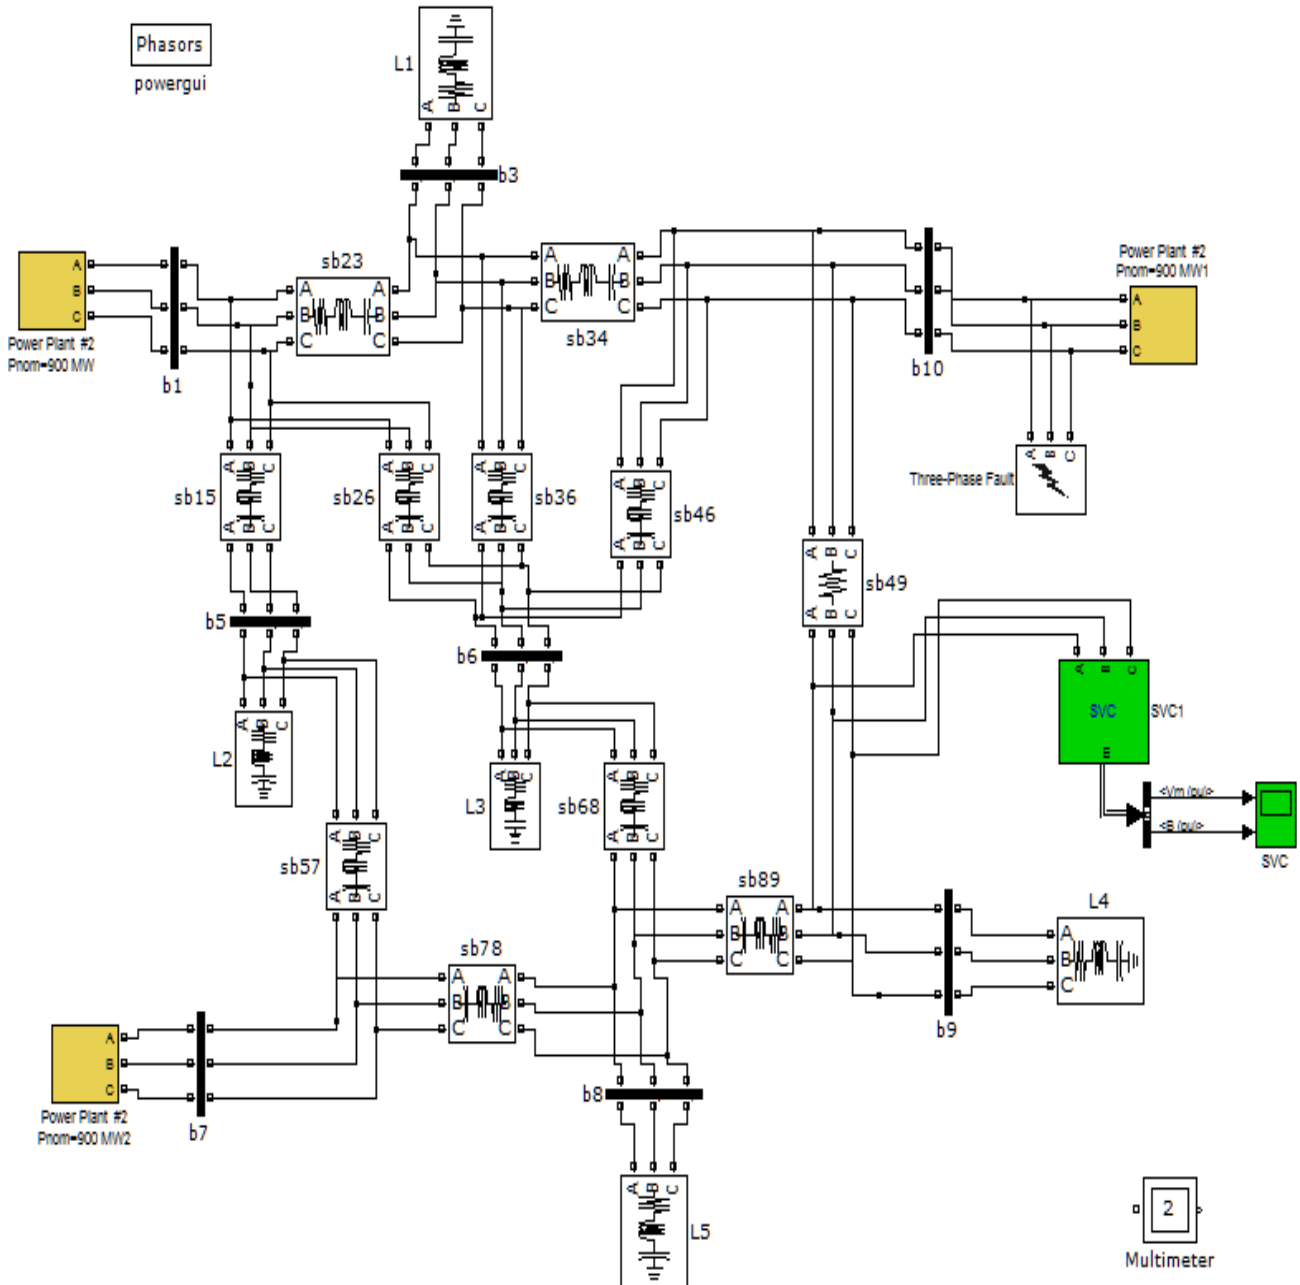 Phasors
powergui
L1
A B C
b3
sb23
A A
B B
C C
sb34
A A
B B
C C
A
B
C
Power Plant #2
Pnom=900 MW
b1
b10
Power Plant #2
Pnom=900 MW1
A
B
C
A B C
Three-Phase Fault
sb15
A B C
A B C
sb26
A B C
A B C
sb36
A B C
A B C
sb46
A B C
A B C
sb49
A B C
A B C
b5
b6
A B C
SVC
SVC1
<Vm (pu)>
<B (pu)>
SVC
L2
A B C
L3
A B C
sb68
A B C
A B C
sb57
A B C
A B C
sb89
A A
B B
C C
L4
A
B
C
sb78
A A
B B
C C
b9
A
B
C
Power Plant #2
Pnom=900 MW2
b7
b8
A B C
L5
2
Multimeter